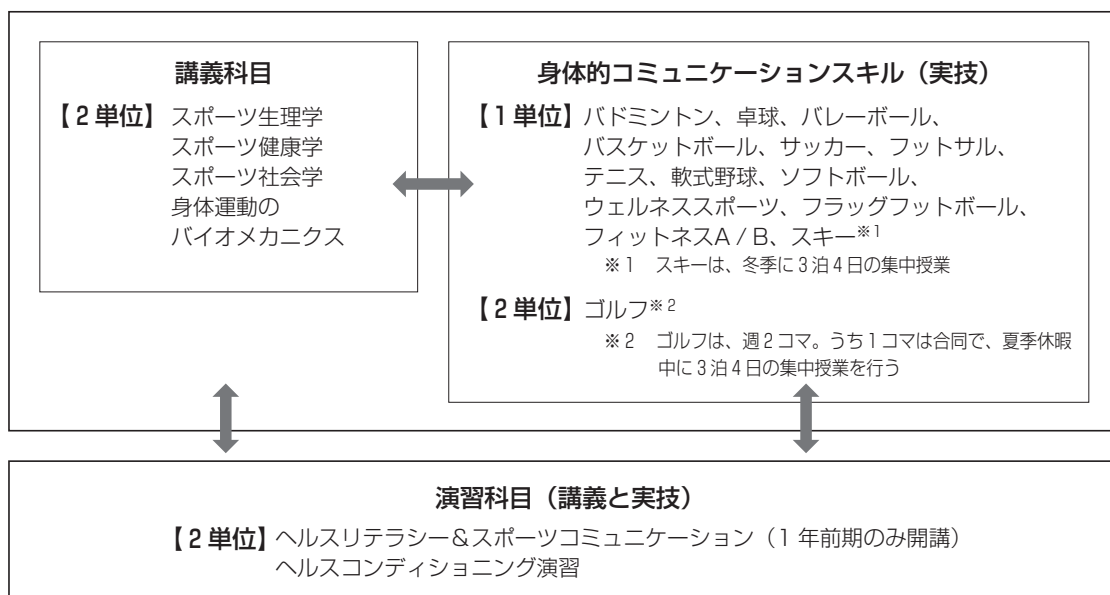 講義科目
【2単位】スポーツ生理学
スポーツ健康学
スポーツ社会学
身体運動の
バイオメカニクス
身体的コミュニケーションスキル（実技）
【1単位】バドミントン、卓球、バレーボール、
バスケットボール、サッカー、フットサル、
テニス、軟式野球、ソフトボール、
ウェルネススポーツ、フラッグフットボール、
フィットネスA / B、スキー※1
※1　スキーは、冬季に3泊4日の集中授業
【2単位】ゴルフ※2
※2　ゴルフは、週2コマ。うち1コマは合同で、夏季休暇
中に3泊4日の集中授業を行う
演習科目（講義と実技）
【2単位】ヘルスリテラシー＆スポーツコミュニケーション（1年前期のみ開講）
ヘルスコンディショニング演習